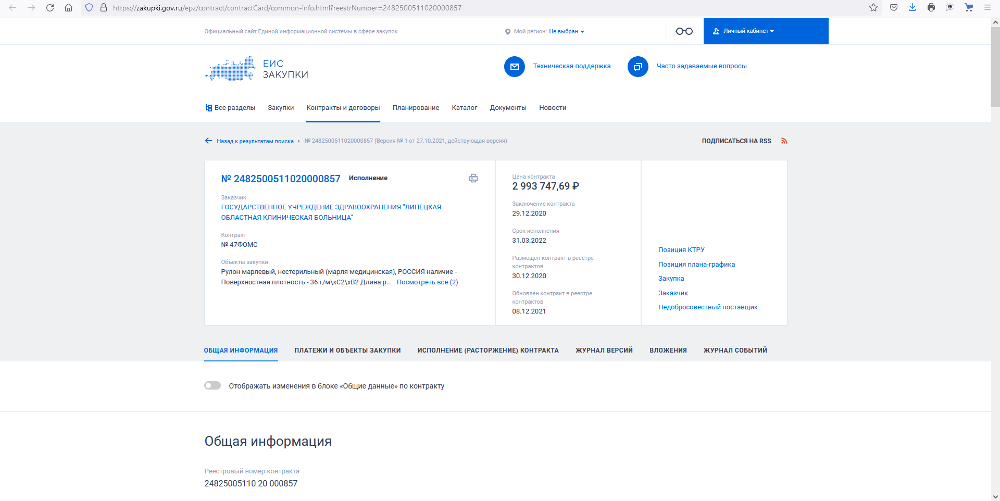 https://zakupki.gov.ru/epz/contract/contractCard/common-info.html?reestrNumber=2482500511020000857
Официальный сайт Единой информационной системы в сфере закупок
Мой регион: Не выбран
Личный кабинет
ЕИС
ЗАКУПКИ
Техническая поддержка
Часто задаваемые вопросы
Все разделы Закупки Контракты и договоры Планирование Каталог Документы Новости
Назад к результатам поиска
№ 2482500511020000857 (Версия № 1 от 27.10.2021, действующая версия)
ПОДПИСАТЬСЯ НА RSS
№ 2482500511020000857 Исполнение
Заказчик
ГОСУДАРСТВЕННОЕ УЧРЕЖДЕНИЕ ЗДРАВООХРАНЕНИЯ "ЛИПЕЦКАЯ
ОБЛАСТНАЯ КЛИНИЧЕСКАЯ БОЛЬНИЦА"
Контракт
№ 47ФОМС
Объекты закупки
Рулон марлевый, нестерильный (марля медицинская), РОССИЯ наличие -
Поверхностная плотность - 36 г/м\xC2\xB2 Длина р... Посмотреть все (2)
Цена контракта
2 993 747,69 ₽
Заключение контракта
29.12.2020
Срок исполнения
31.03.2022
Размещен контракт в реестре
контрактов
30.12.2020
Обновлен контракт в реестре
контрактов
08.12.2021
Позиция КТРУ
Позиция плана-графика
Закупка
Заказчик
Недобросовестный поставщик
ОБЩАЯ ИНФОРМАЦИЯ ПЛАТЕЖИ И ОБЪЕКТЫ ЗАКУПКИ ИСПОЛНЕНИЕ (РАСТОРЖЕНИЕ) КОНТРАКТА ЖУРНАЛ ВЕРСИЙ ВЛОЖЕНИЯ ЖУРНАЛ СОБЫТИЙ
Отображать изменения в блоке «Общие данные» по контракту
Общая информация
Реестровый номер контракта
24825005110 20 000857